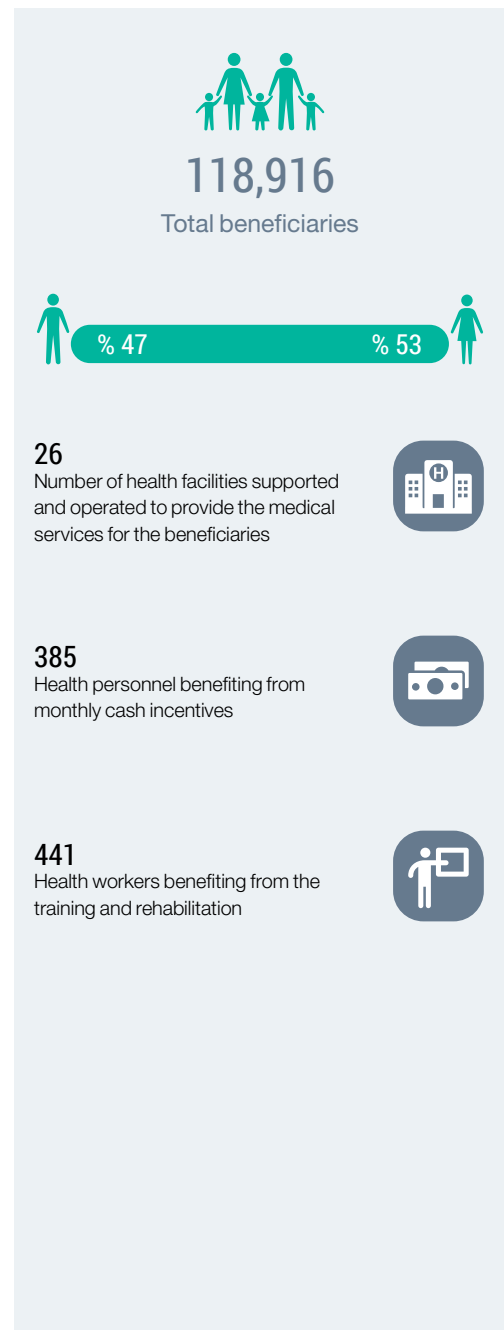 118,916
Total beneficiaries
% 47
% 53
26
Number of health facilities supported
and operated to provide the medical
services for the beneficiaries
H
385
Health personnel benefiting from
monthly cash incentives
441
Health workers benefiting from the
training and rehabilitation